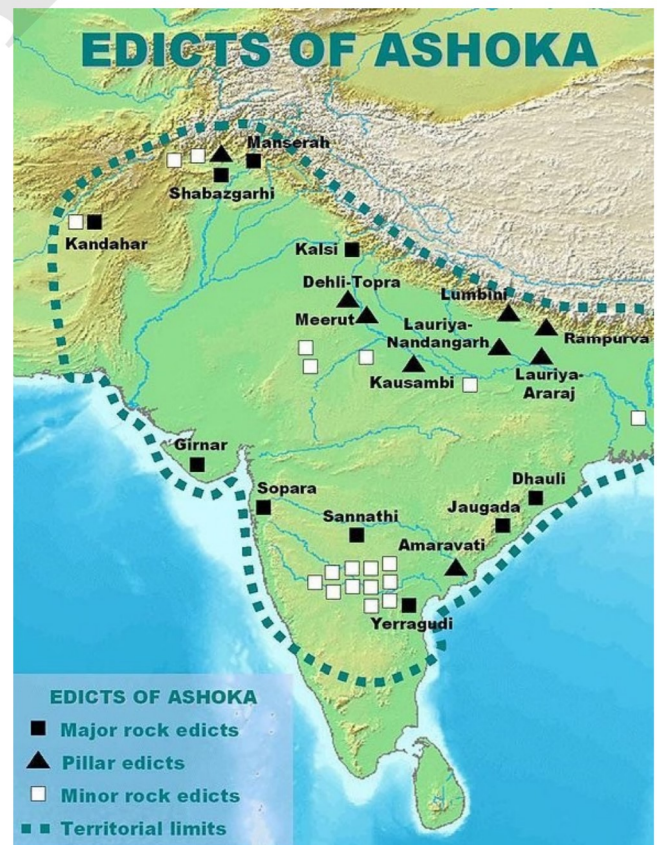 EDICTS OF ASHOKA
Manserah
Shabazgarhi
Kandahar
Kalsi
Dehli-Topra
Lumbini
Meerut
Lauriya-
Nandangarh
Rampurva
Kausambi
Lauriya-
Araraj
Girnar
Sopara
Dhauli
Sannathi
Jaugada
Amaravati
Yerragudi
EDICTS OF ASHOKA
Major rock edicts
Pillar edicts
Minor rock edicts
Territorial limits